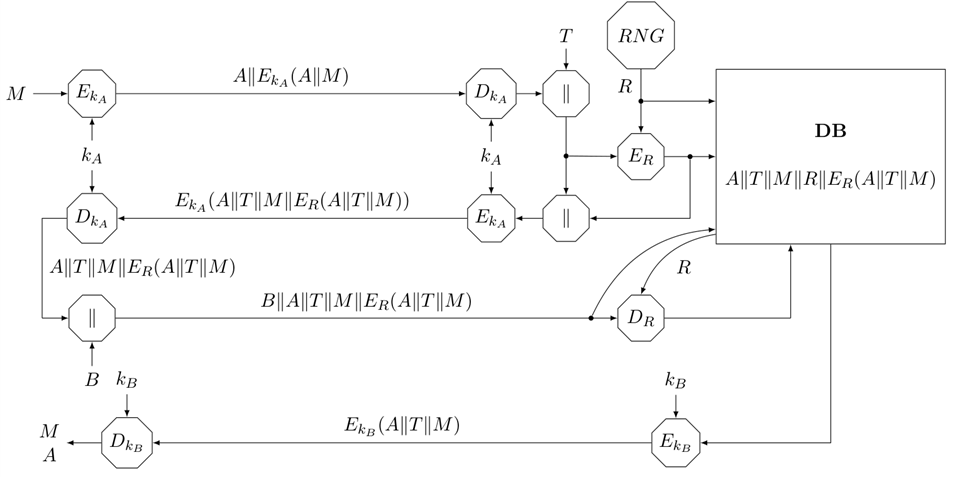 T
RNG
M
E_{k_A}
A‖E_{k_A}(A‖M)
D_{k_A}
‖
R
k_A
k_A
E_R
DB
A‖T‖M‖R‖E_R(A‖T‖M)
D_{k_A}
E_{k_A}(A‖T‖M‖E_R(A‖T‖M))
E_{k_A}
‖
A‖T‖M‖E_R(A‖T‖M)
R
‖
B‖A‖T‖M‖E_R(A‖T‖M)
D_R
B
k_B
k_B
M
A
D_{k_B}
E_{k_B}(A‖T‖M)
E_{k_B}